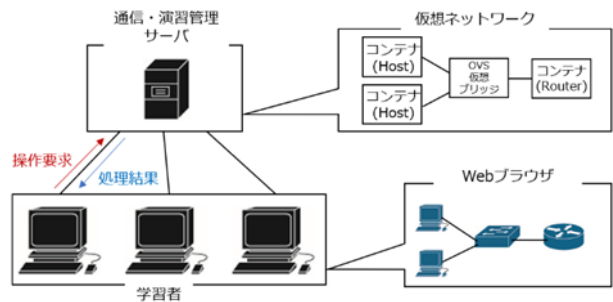 通信・演習管理
サーバ
仮想ネットワーク
コンテナ
(Host)
OVS
仮想
ブリッジ
コンテナ
(Router)
コンテナ
(Host)
操作要求
処理結果
Webブラウザ
学習者